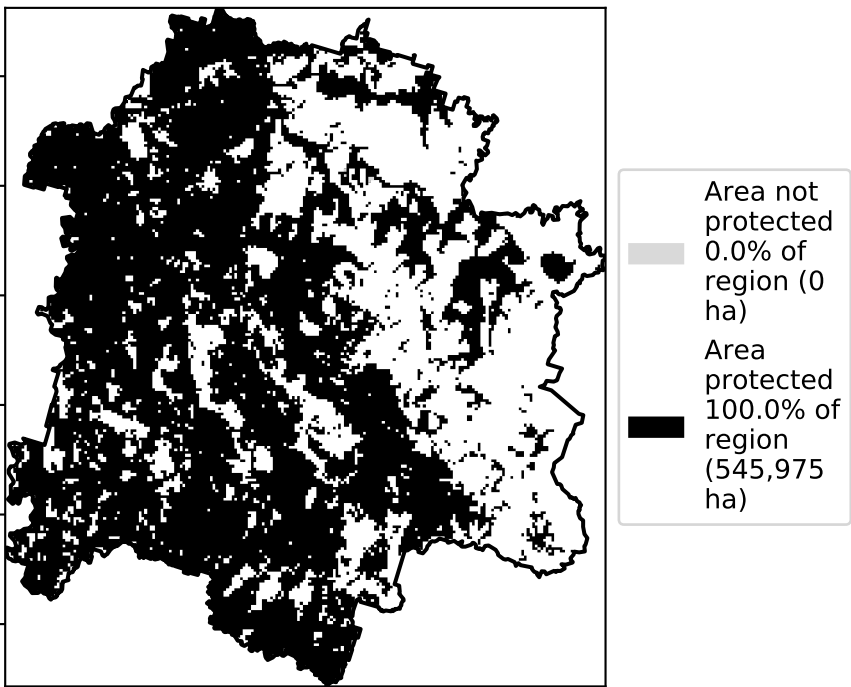 Area not
protected
0.0% of
region (0
ha)
Area
protected
100.0% of
region
(545,975
ha)